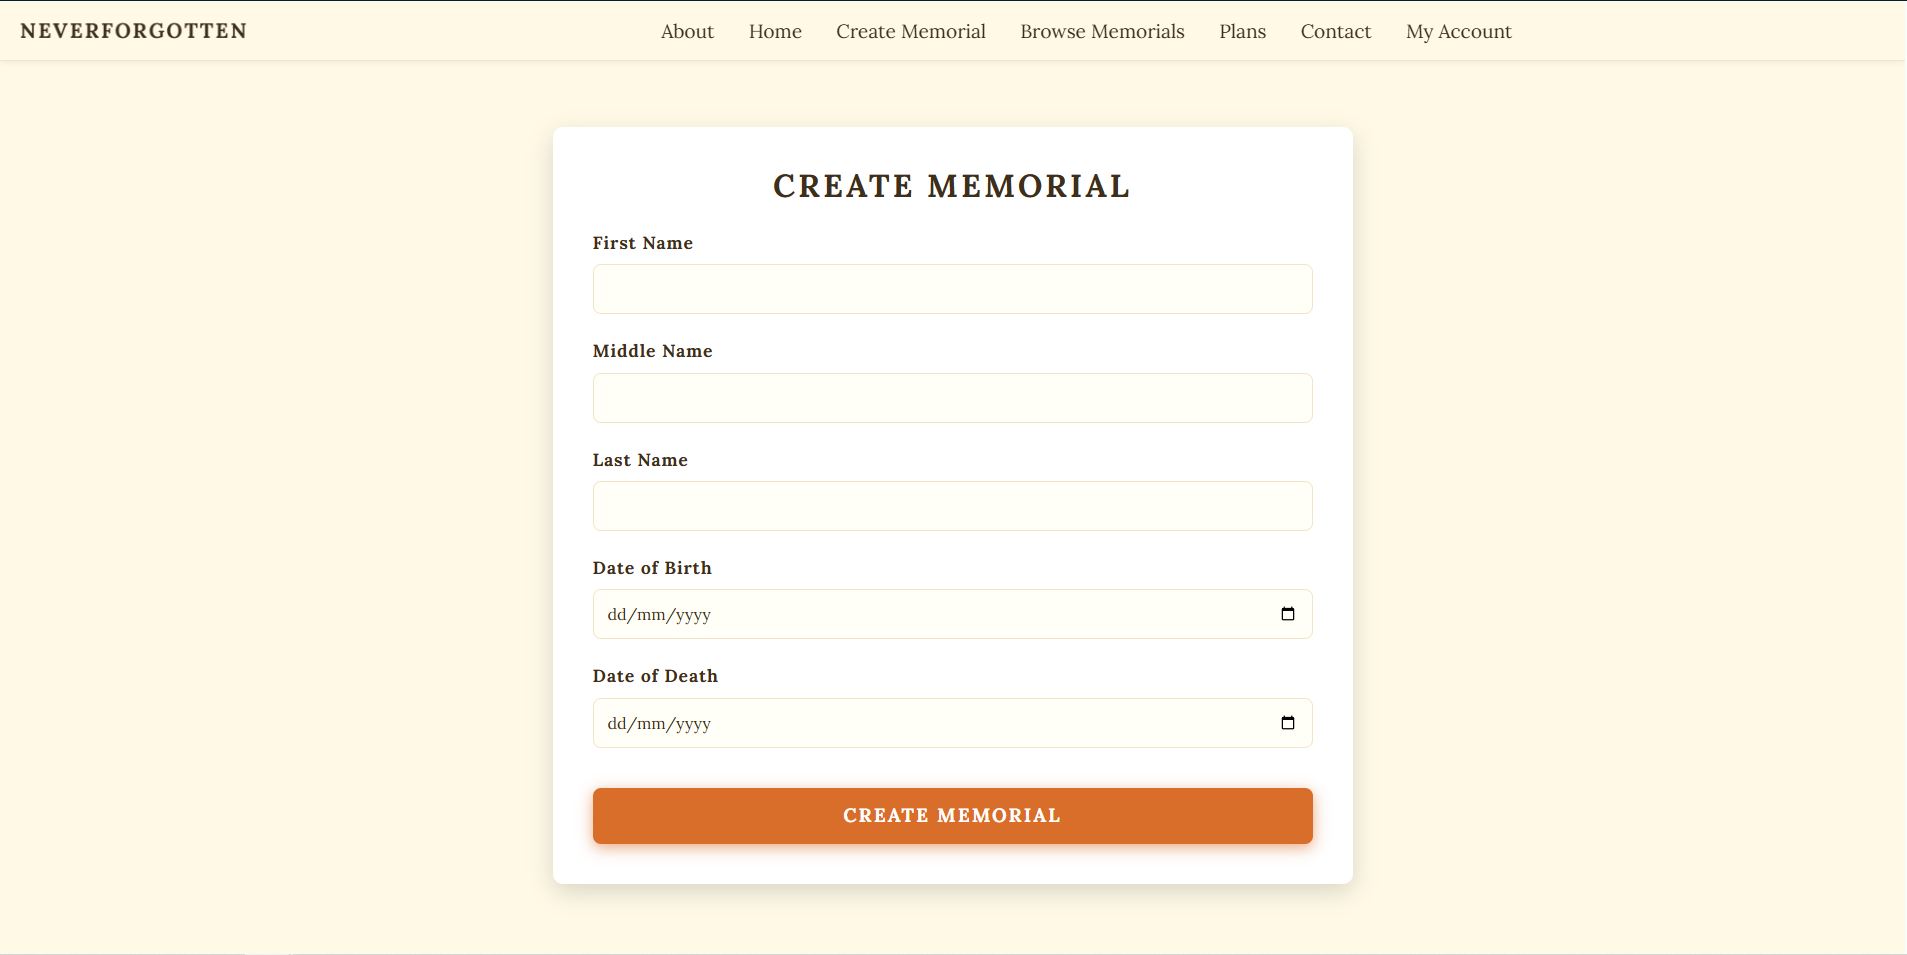 NEVERFORGOTTEN
About Home Create Memorial Browse Memorials Plans Contact My Account
CREATE MEMORIAL
First Name
Middle Name
Last Name
Date of Birth
dd/mm/yyyy
Date of Death
dd/mm/yyyy
CREATE MEMORIAL